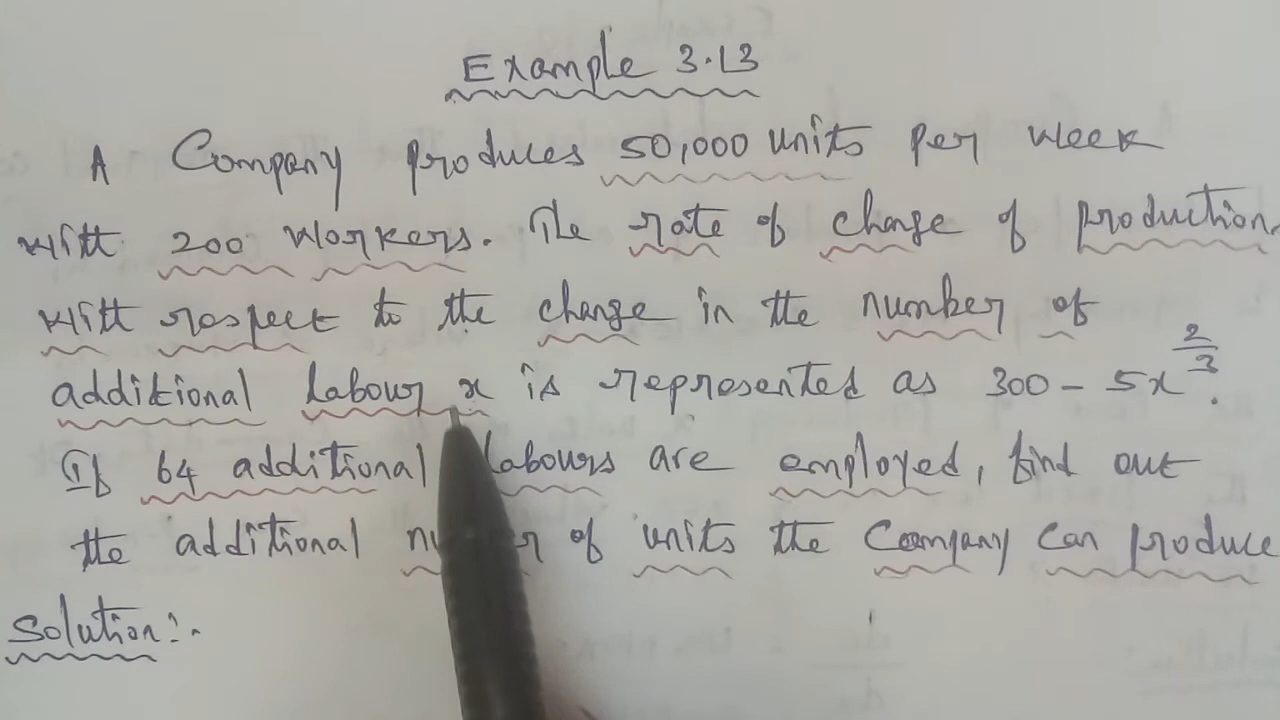 Example 3.13
A Company produces 50,000 units per week
with 200 workers. The rate of change of production
with respect to the change in the number of
additional labour x is represented as 300 - 5x^{2/3}.
If 64 additional labours are employed, find out
the additional of units the Company can produce
Solution:-